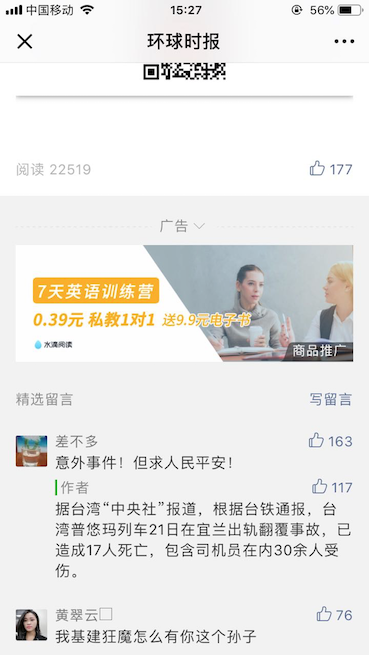 中国移动 15:27 56%
环球时报
阅读 22519 177
广告
7天英语训练营
0.39元 私教1对1 送9.9元电子书
水滴阅读
商品推广
精选留言 写留言
差不多 163
意外事件！但求人民平安！
作者 117
据台湾“中央社”报道，根据台铁通报，台
湾普悠玛列车21日在宜兰出轨翻覆事故，已
造成17人死亡，包含司机员在内30余人受
伤。
黄翠云 76
我基建狂魔怎么有你这个孙子